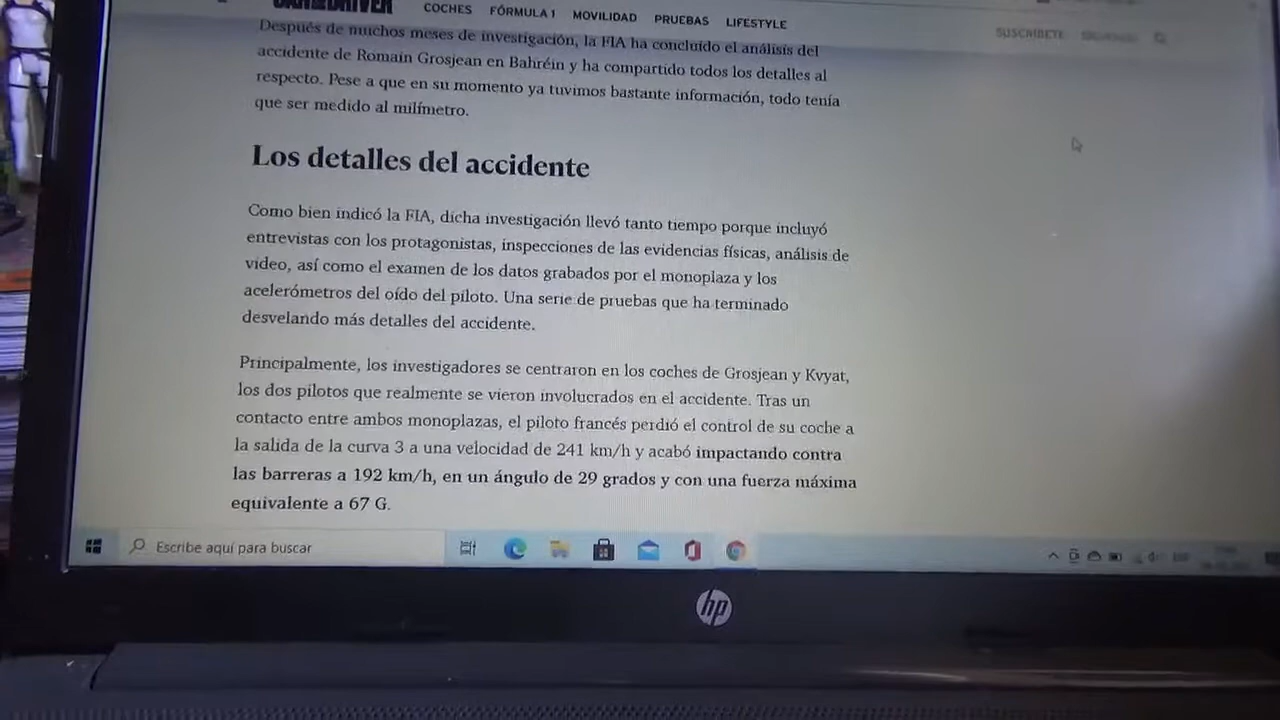 CAR AND DRIVER COCHES FÓRMULA 1 MOVILIDAD PRUEBAS LIFESTYLE SUSCRÍBETE
Después de muchos meses de investigación, la FIA ha concluido el análisis del
accidente de Romain Grosjean en Bahréin y ha compartido todos los detalles al
respecto. Pese a que en su momento ya tuvimos bastante información, todo tenía
que ser medido al milímetro.
Los detalles del accidente
Como bien indicó la FIA, dicha investigación llevó tanto tiempo porque incluyó
entrevistas con los protagonistas, inspecciones de las evidencias físicas, análisis de
video, así como el examen de los datos grabados por el monoplaza y los
acelerómetros del oído del piloto. Una serie de pruebas que ha terminado
desvelando más detalles del accidente.
Principalmente, los investigadores se centraron en los coches de Grosjean y Kvyat,
los dos pilotos que realmente se vieron involucrados en el accidente. Tras un
contacto entre ambos monoplazas, el piloto francés perdió el control de su coche a
la salida de la curva 3 a una velocidad de 241 km/h y acabó impactando contra
las barreras a 192 km/h, en un ángulo de 29 grados y con una fuerza máxima
equivalente a 67 G.
Escribe aquí para buscar
hp